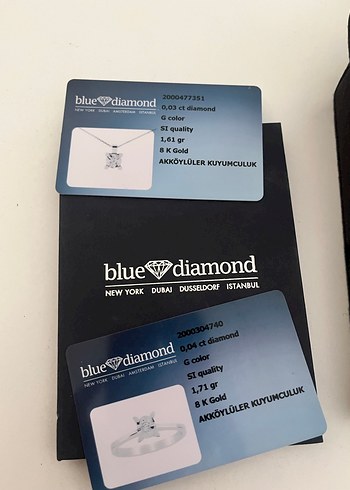 blue diamond
NEW YORK DUBAI AMSTERDAM ISTANBUL
2000477351
0,03 ct diamond
G color
SI quality
1,61 gr
8 K Gold
AKKÖYLÜLER KUYUMCULUK
blue diamond
NEW YORK DUBAI DUSSELDORF ISTANBUL
blue diamond
NEW YORK DUBAI AMSTERDAM ISTANBUL
2000304740
0,04 ct diamond
G color
SI quality
1,71 gr
8 K Gold
AKKÖYLÜLER KUYUMCULUK